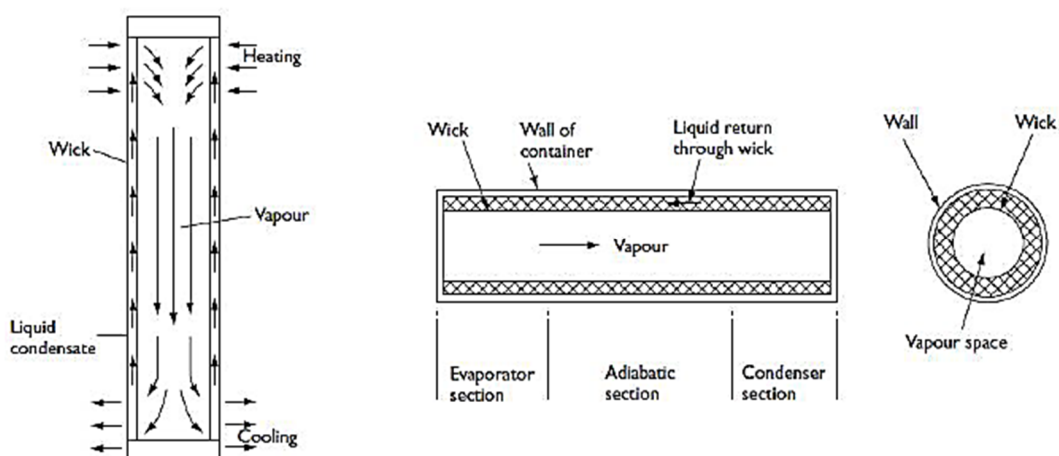 Heating
Wick
Vapour
Liquid
condensate
Cooling
Wick
Wall of
container
Liquid return
through wick
Vapour
Evaporator
section
Adiabatic
section
Condenser
section
Wall
Wick
Vapour space